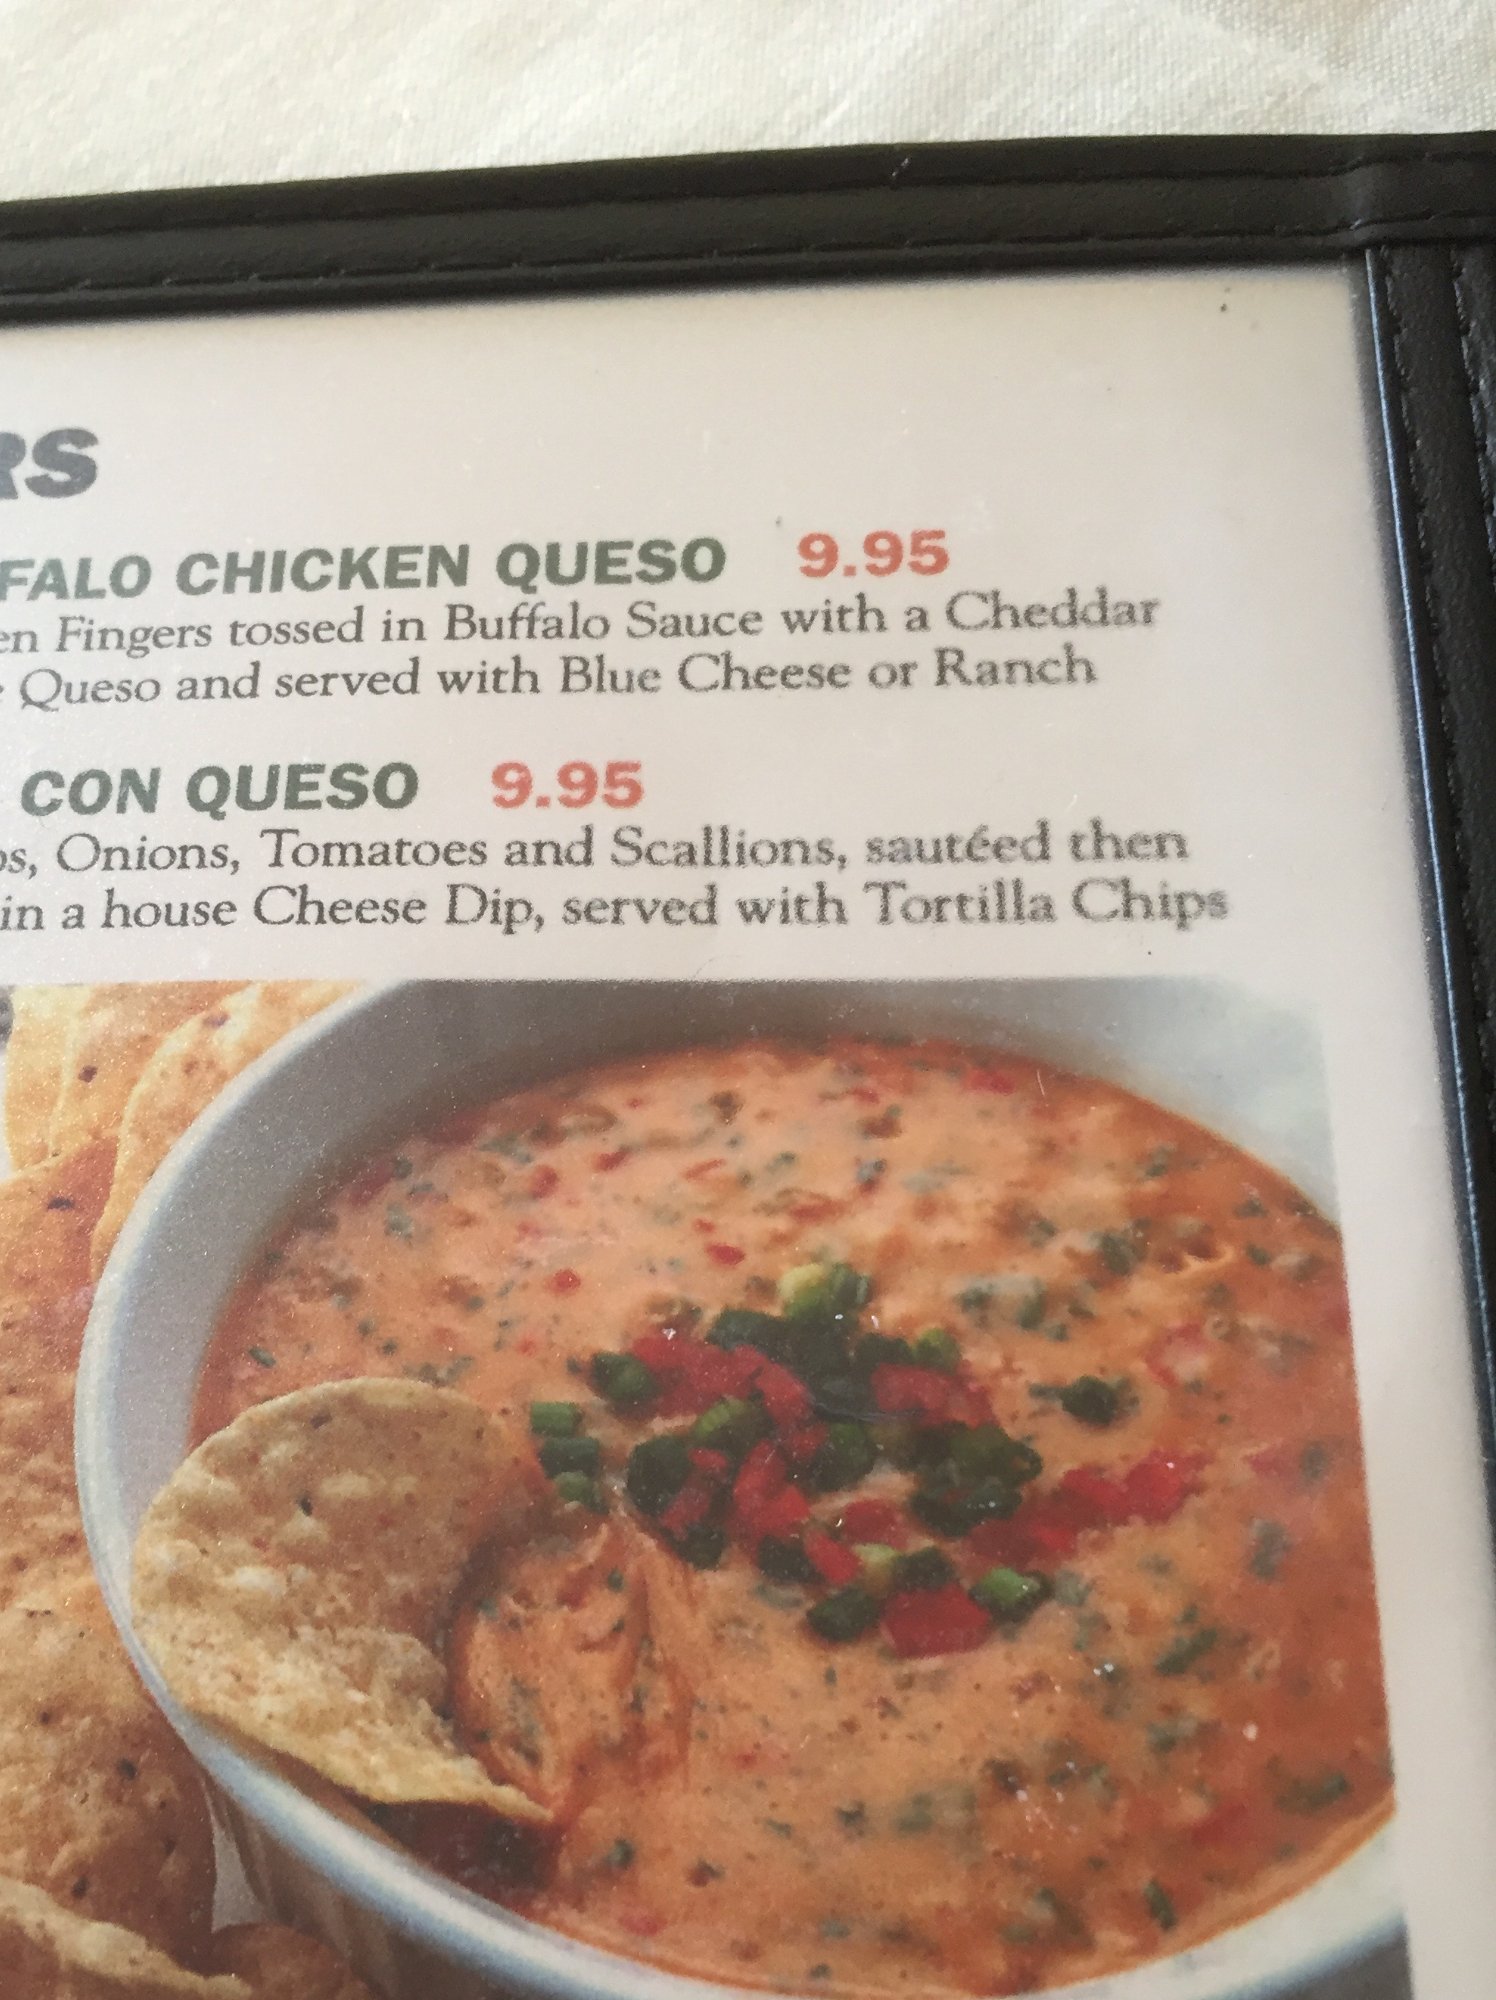 RS
FALO CHICKEN QUESO 9.95
en Fingers tossed in Buffalo Sauce with a Cheddar
Queso and served with Blue Cheese or Ranch
CON QUESO 9.95
os, Onions, Tomatoes and Scallions, sautéed then
in a house Cheese Dip, served with Tortilla Chips